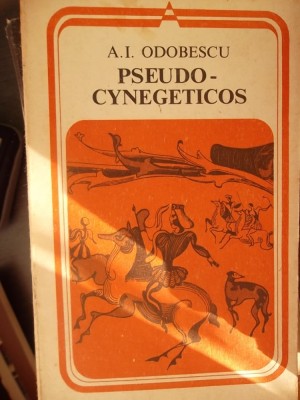 A.I. ODOBESCU
PSEUDO-
CYNEGETICOS